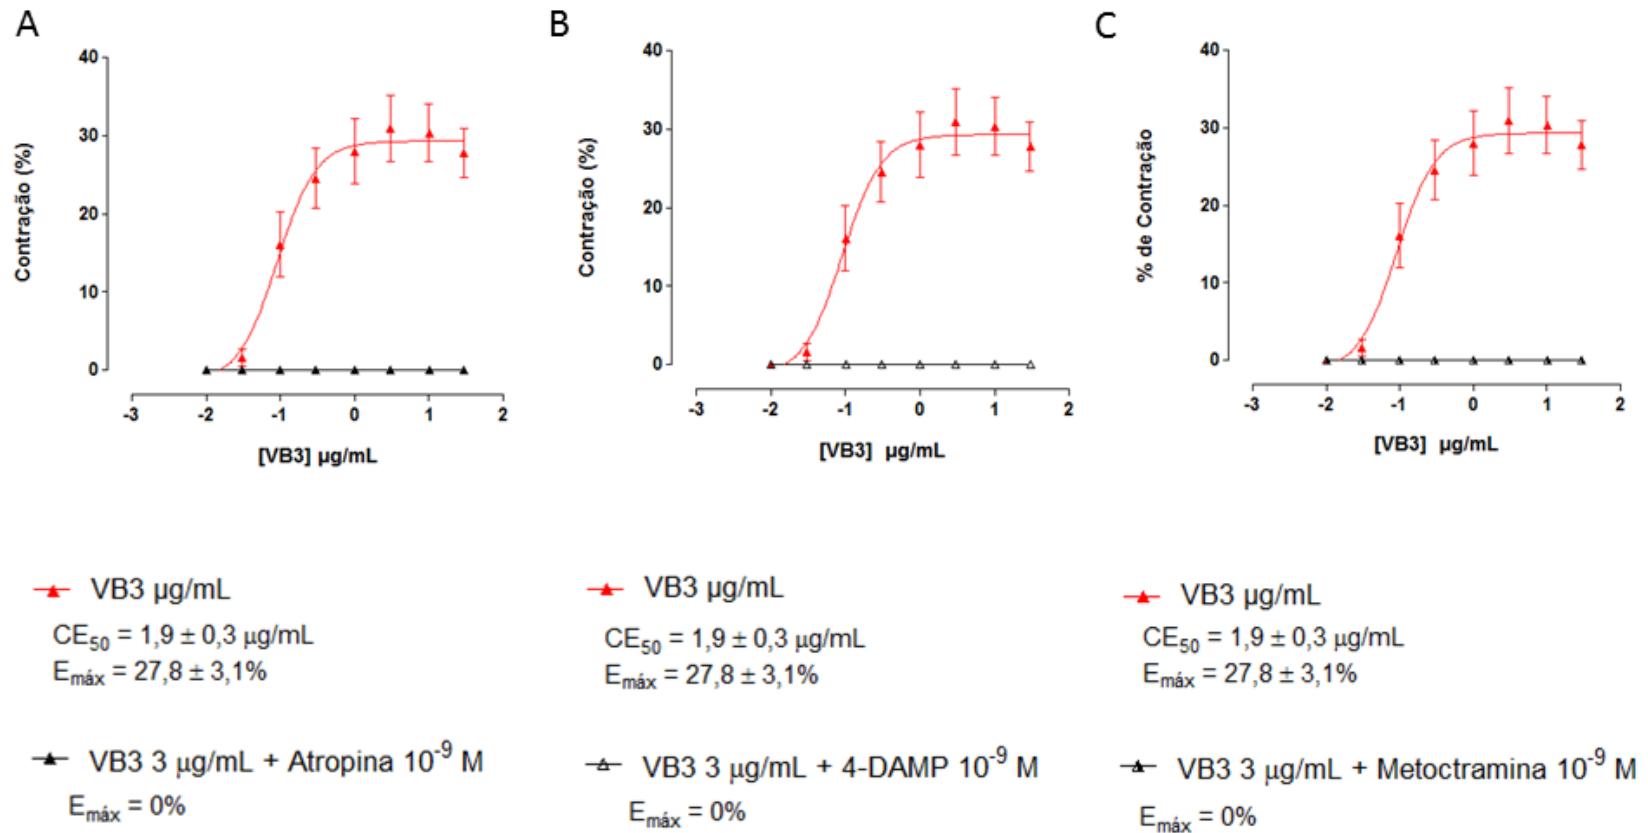 A
40
30
20
10
0
Contração (%)
-3 -2 -1 0 1 2
[VB3] µg/mL
B
40
30
20
10
0
Contração (%)
-3 -2 -1 0 1 2
[VB3] µg/mL
C
40
30
20
10
0
% de Contração
-3 -2 -1 0 1 2
[VB3] µg/mL
VB3 µg/mL
CE50 = 1,9 ± 0,3 µg/mL
Emáx = 27,8 ± 3,1%
VB3 3 µg/mL + Atropina 10-9 M
Emáx = 0%
VB3 µg/mL
CE50 = 1,9 ± 0,3 µg/mL
Emáx = 27,8 ± 3,1%
VB3 3 µg/mL + 4-DAMP 10-9 M
Emáx = 0%
VB3 µg/mL
CE50 = 1,9 ± 0,3 µg/mL
Emáx = 27,8 ± 3,1%
VB3 3 µg/mL + Metoctramina 10-9 M
Emáx = 0%